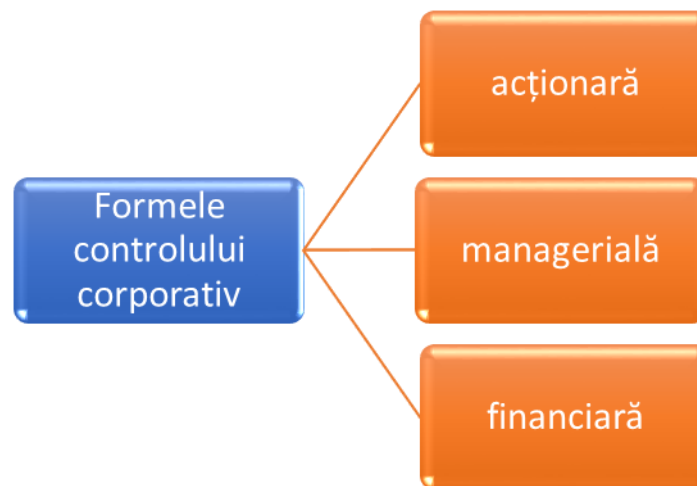 Formele
controlului
corporativ
acționară
managerială
financiară